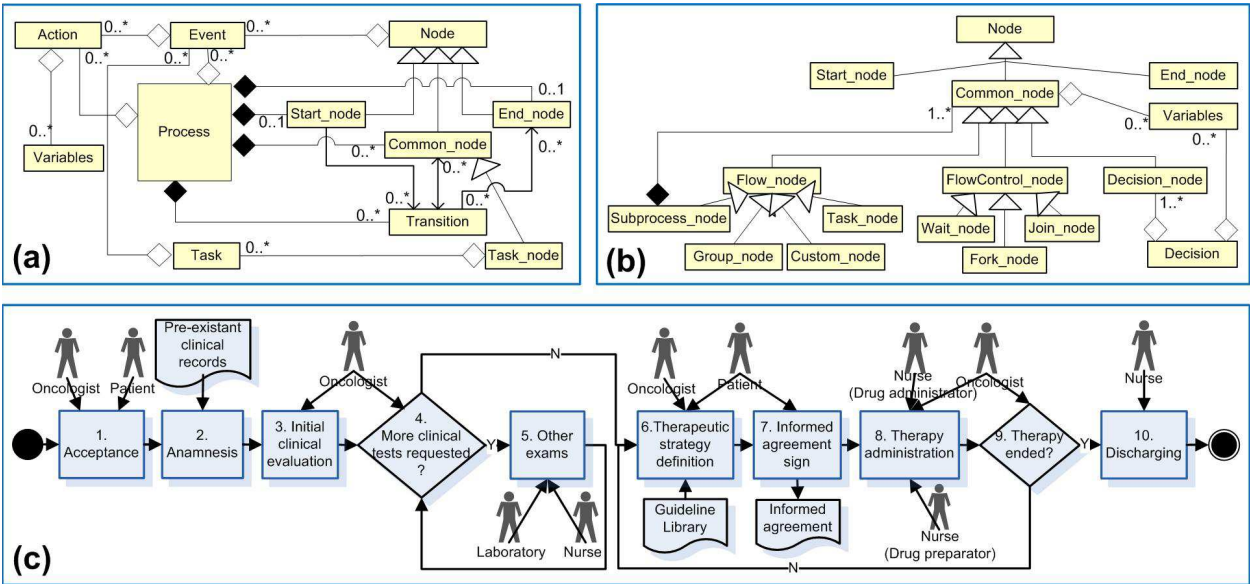 Action
0..*
Event
0..*
Node
0..*
0..*
Process
0..1
0..1
Start_node
End_node
0..*
Variables
Common_node
0..*
0..*
0..*
0..*
0..*
0..*
Transition
(a)
Task
0..*
Task_node
Node
Start_node
End_node
Common_node
1..*
Variables
0..*
0..*
Flow_node
FlowControl_node
Decision_node
Subprocess_node
Task_node
Wait_node
Join_node
1..*
Group_node
Custom_node
Fork_node
Decision
(b)
Pre-existant
clinical
records
N
Oncologist
Patient
Oncologist
Oncologist
Patient
Nurse
(Drug administrator)
Oncologist
Nurse
1.
Acceptance
2.
Anamnesis
3. Initial
clinical
evaluation
4.
More clinical
tests requested
?
Y
5. Other
exams
6.Therapeutic
strategy
definition
7. Informed
agreement
sign
8. Therapy
administration
9. Therapy
ended?
Y
10.
Discharging
Laboratory
Nurse
Guideline
Library
Informed
agreement
Nurse
(Drug preparator)
N
(c)